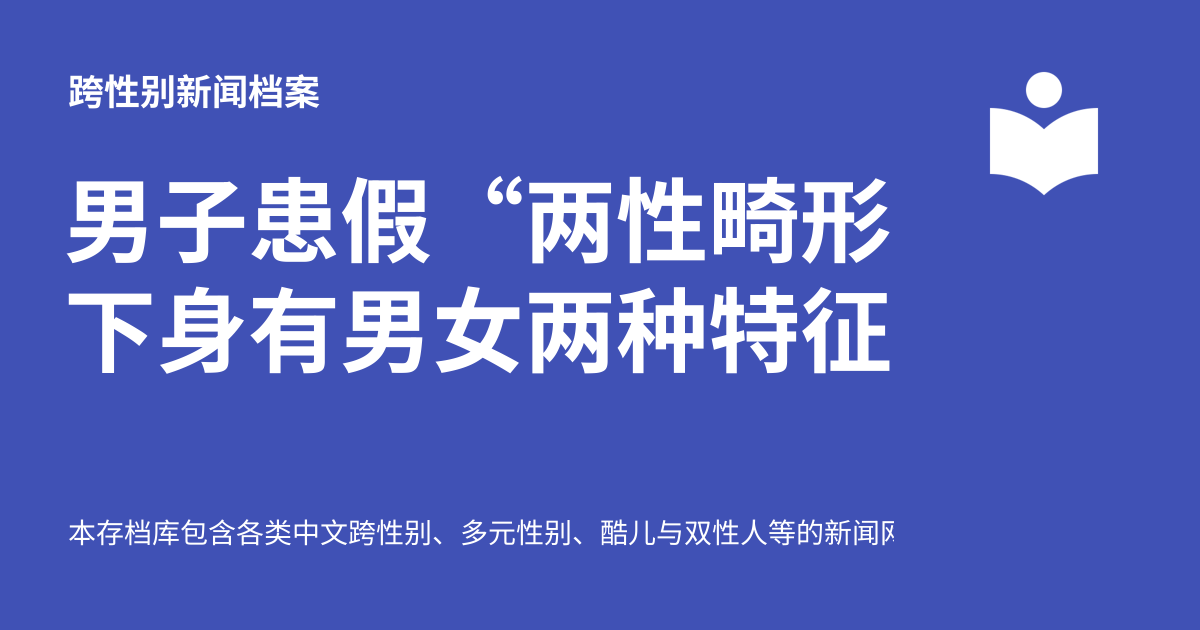 跨性别新闻档案
男子患假“两性畸形
下身有男女两种特征
本存档库包含各类中文跨性别、多元性别、酷儿与双性人等的新闻